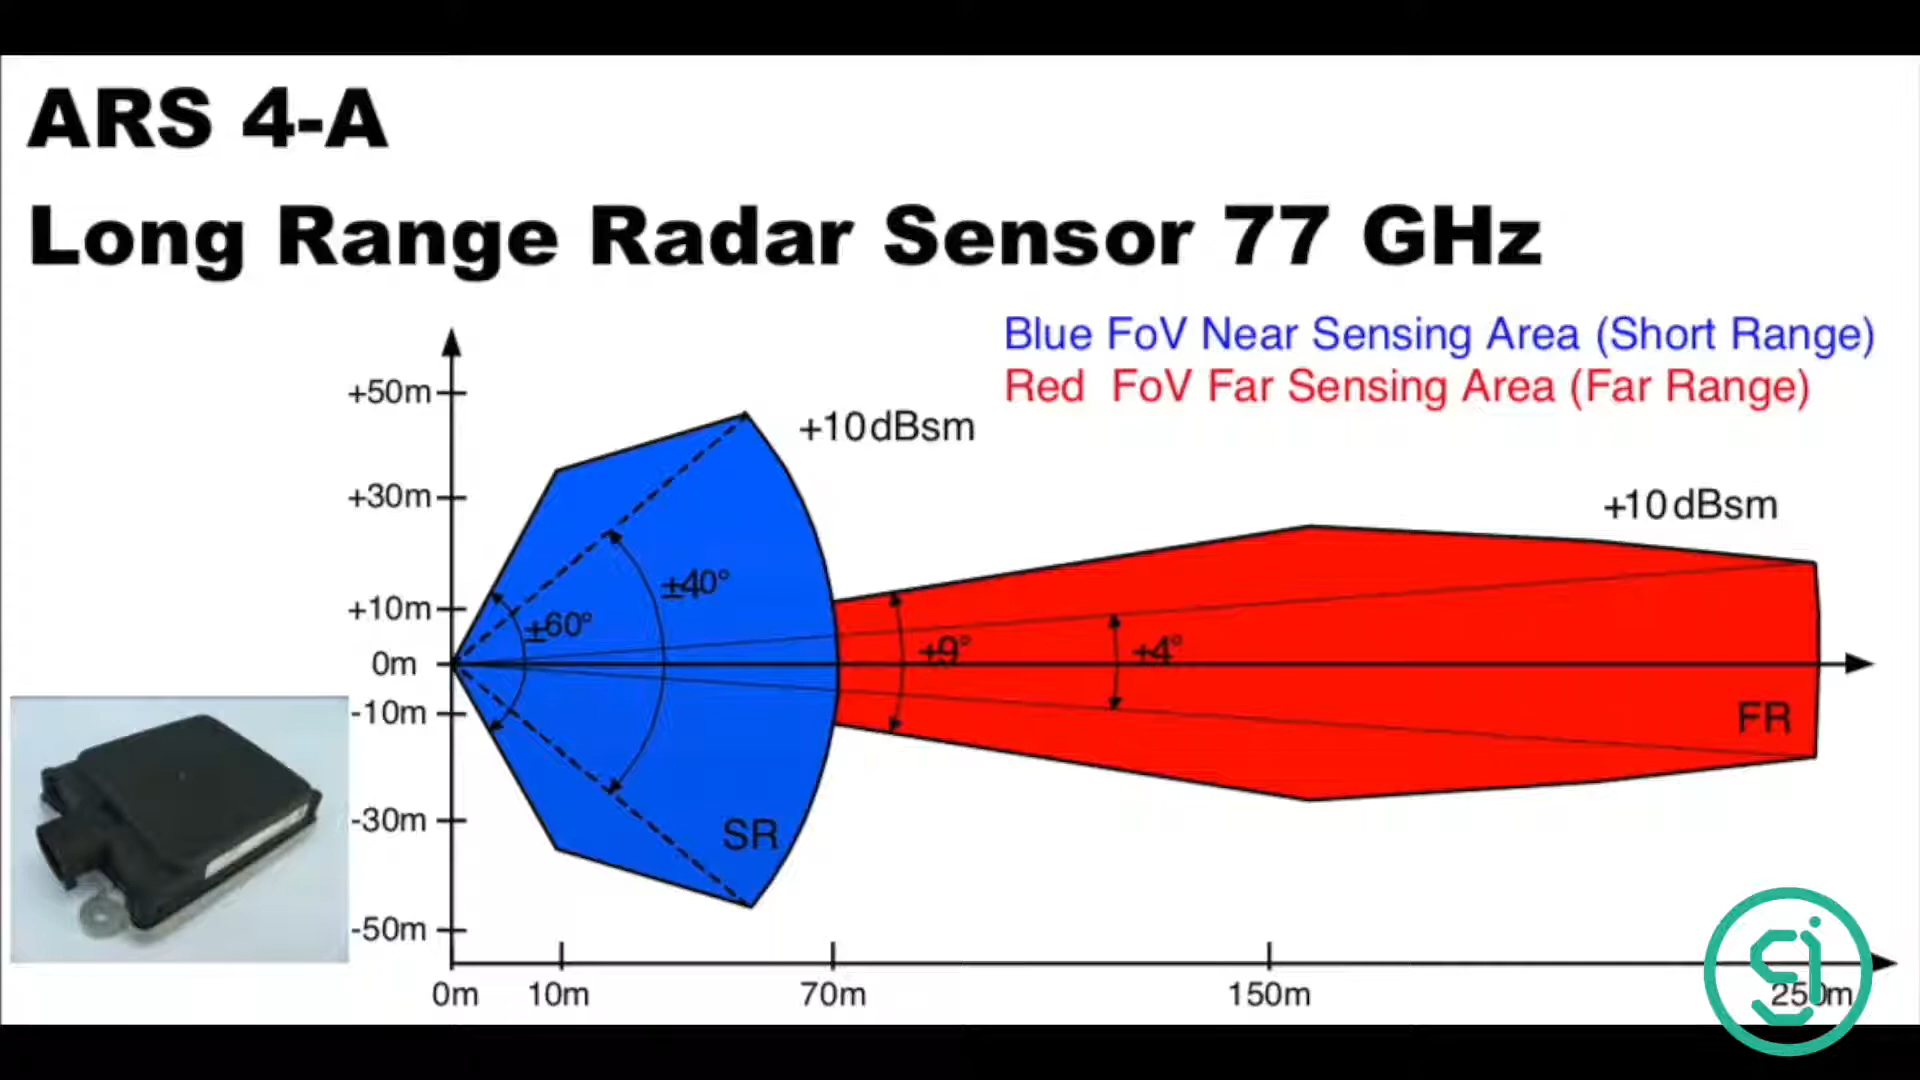 ARS 4-A
Long Range Radar Sensor 77 GHz
Blue FoV Near Sensing Area (Short Range)
Red FoV Far Sensing Area (Far Range)
+50m
+10dBsm
+30m
+10dBsm
±40°
+10m
±60°
±9°
±4°
0m
-10m
FR
-30m
SR
-50m
0m
10m
70m
150m
250m